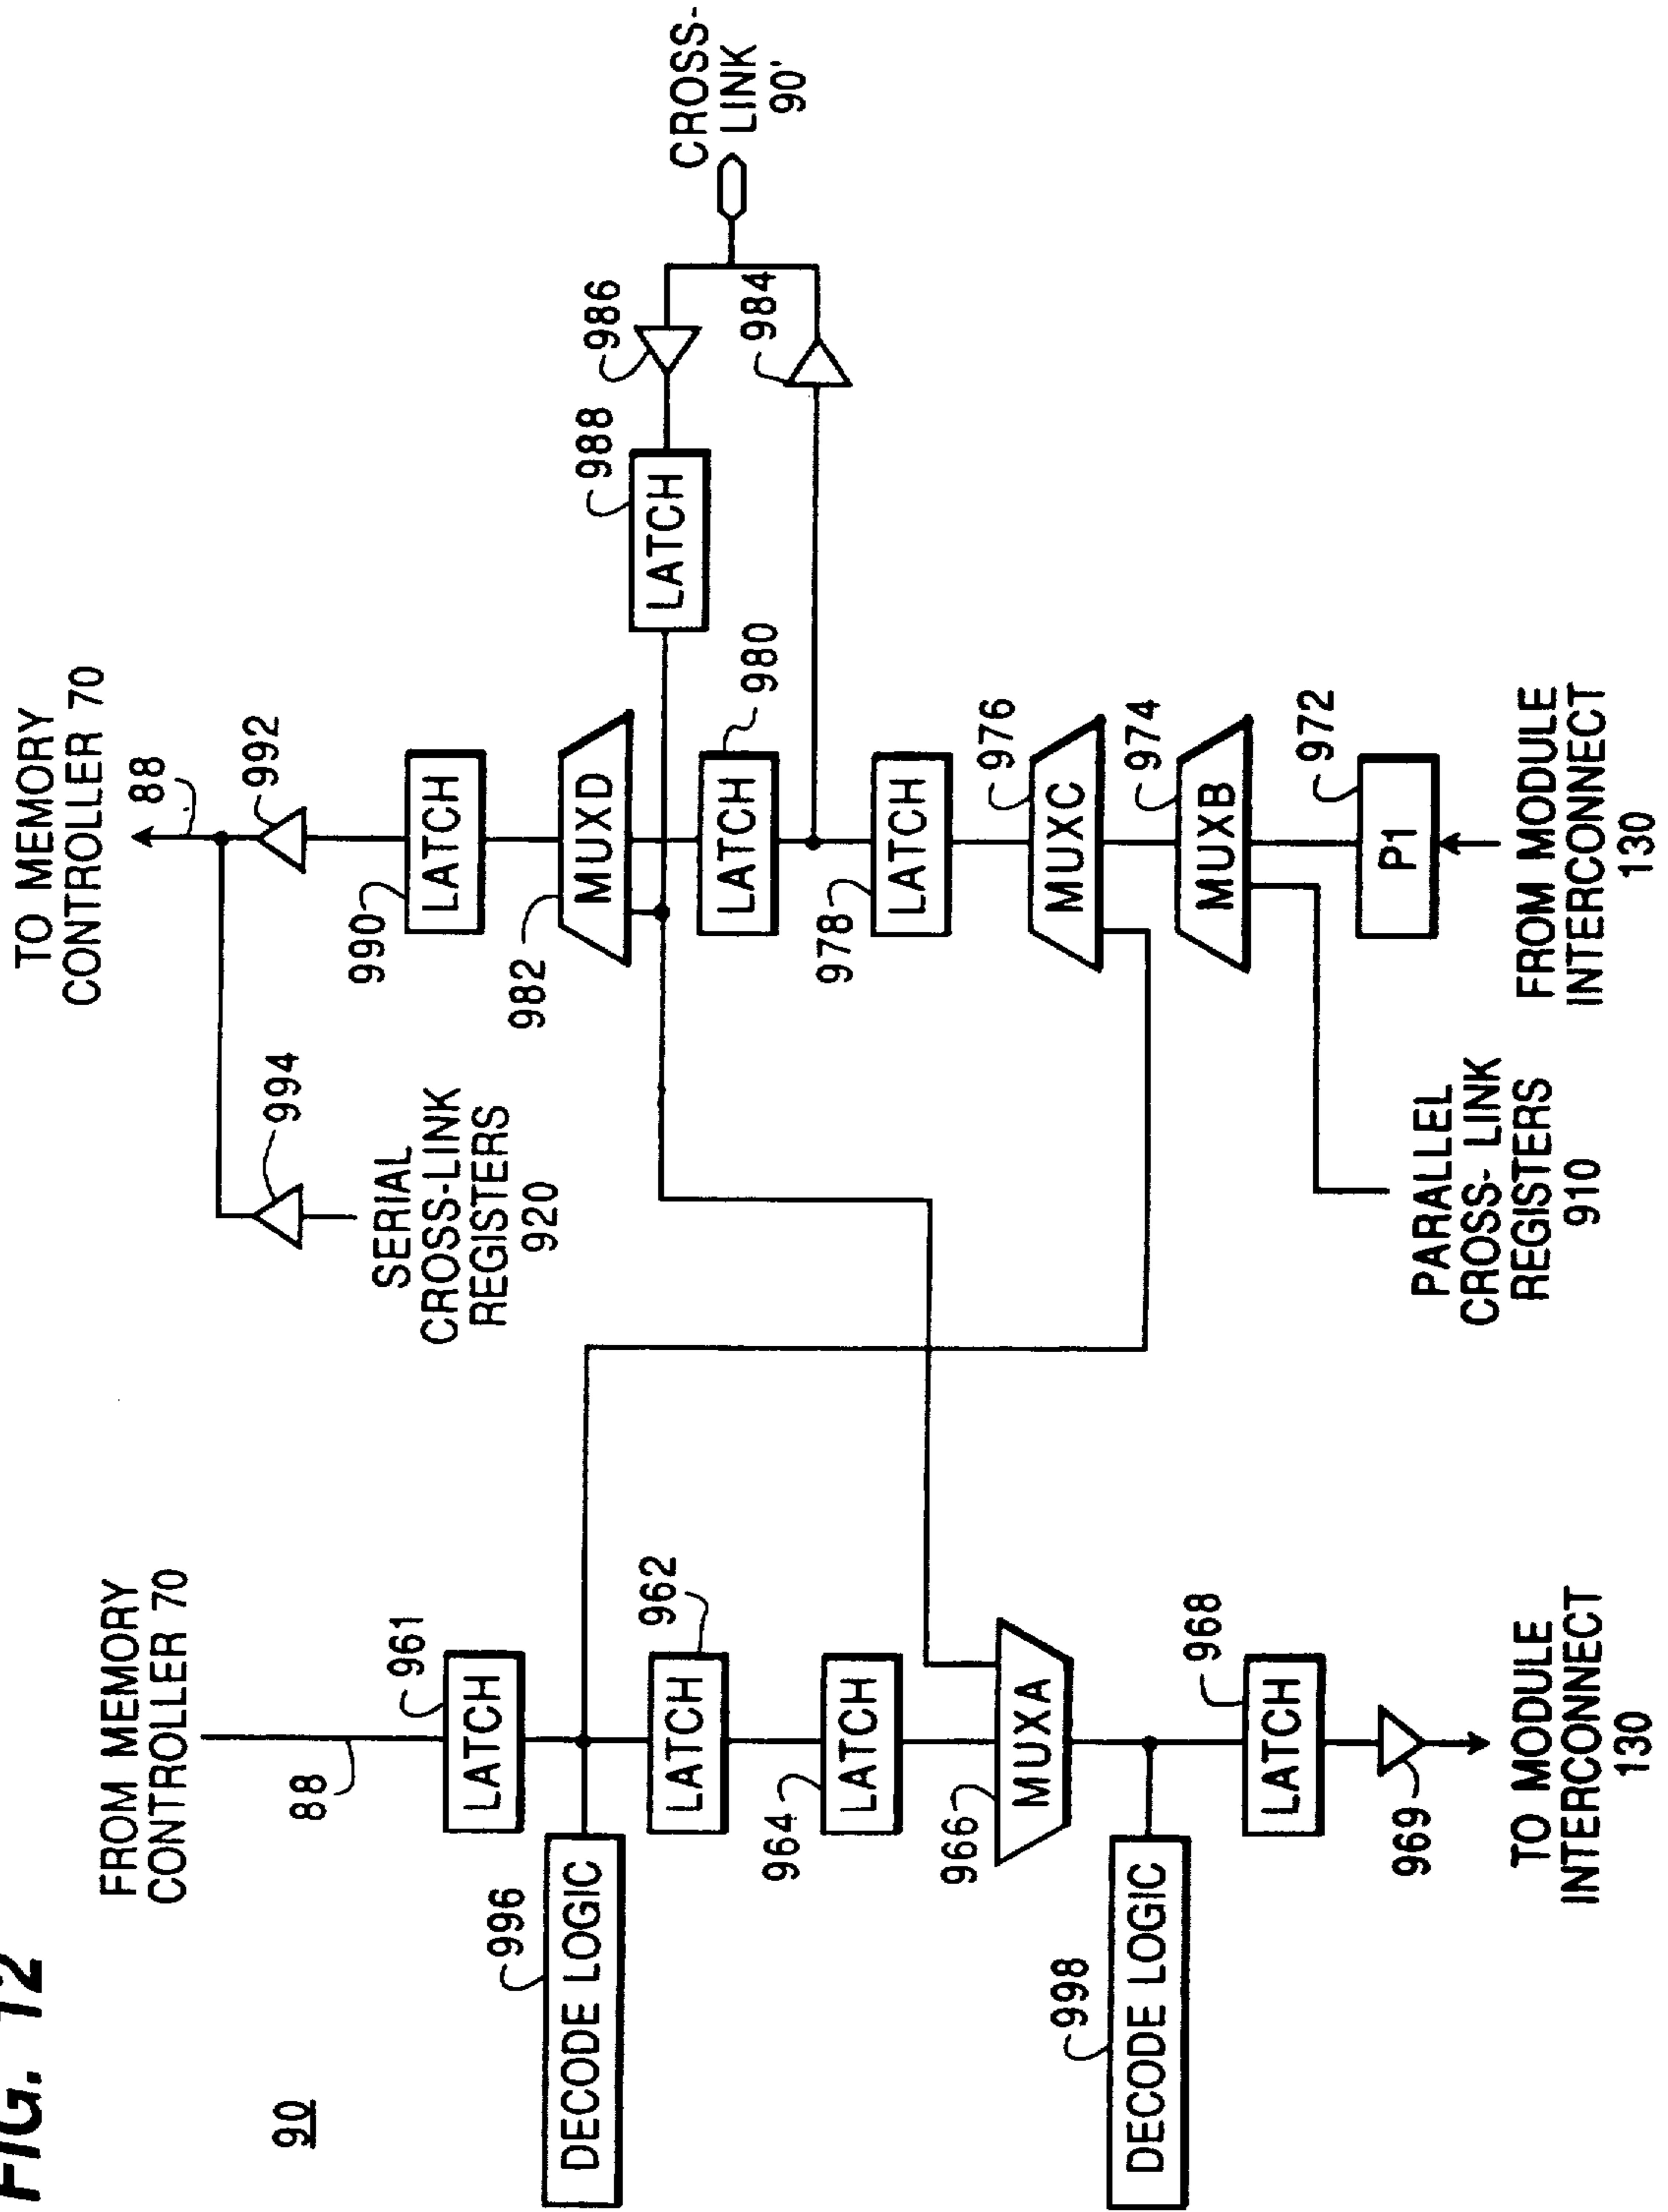 FIG. 12
90
FROM MEMORY
CONTROLLER 70
88
LATCH
961
DECODE LOGIC
996
LATCH
962
LATCH
964
MUXA
966
DECODE LOGIC
998
LATCH
968
969
TO MODULE
INTERCONNECT
130
TO MEMORY
CONTROLLER 70
88
992
994
SERIAL
CROSS-LINK
REGISTERS
920
LATCH
990
MUXD
982
LATCH
980
LATCH
988
986
984
CROSS-
LINK
90'
LATCH
978
MUXC
976
MUXB
974
P1
972
PARALLEL
CROSS- LINK
REGISTERS
910
FROM MODULE
INTERCONNECT
130